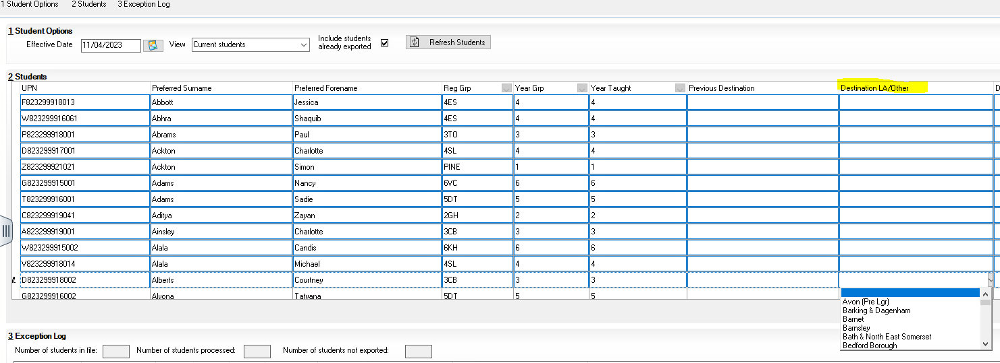 1 Student Options 2 Students 3 Exception Log
1 Student Options
Effective Date 11/04/2023 View Current students Include students already exported Refresh Students
2 Students
UPN Preferred Surname Preferred Forename Reg Grp Year Grp Year Taught Previous Destination Destination LA/Other D
F823299918013 Abbott Jessica 4ES 4 4
W823299916061 Abhra Shaquib 4ES 4 4
P823299918001 Abrams Paul 3TO 3 3
D823299917001 Ackton Charlotte 4SL 4 4
Z823299921021 Ackton Simon PINE 1 1
G823299915001 Adams Nancy 6VC 6 6
T823299916001 Adams Sadie 5DT 5 5
C823299919041 Aditya Zayan 2GH 2 2
A823299919001 Ainsley Charlotte 3CB 3 3
W823299915002 Alala Candis 6KH 6 6
V823299918014 Alala Michael 4SL 4 4
D823299918002 Alberts Courtney 3CB 3 3
G823299916002 Alvona Tatyana 5DT 5 5
Avon (Pre Lgr)
Barking & Dagenham
Barnet
Barnsley
Bath & North East Somerset
Bedford Borough
3 Exception Log
Number of students in file: Number of students processed: Number of students not exported: